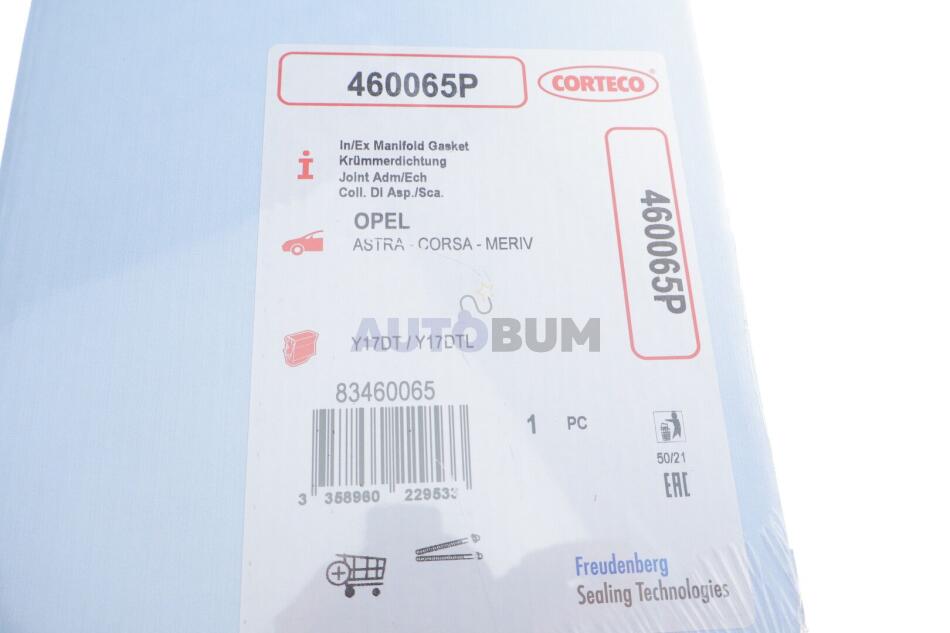 460065P
CORTECO®
In/Ex Manifold Gasket
Krümmerdichtung
Joint Adm/Ech
Coll. DI Asp./Sca.
460065P
OPEL
ASTRA - CORSA - MERIV
AUTOBUM
Y17DT / Y17DTL
83460065
1 PC
50/21
3 358960 229533
EAC
Freudenberg
Sealing Technologies